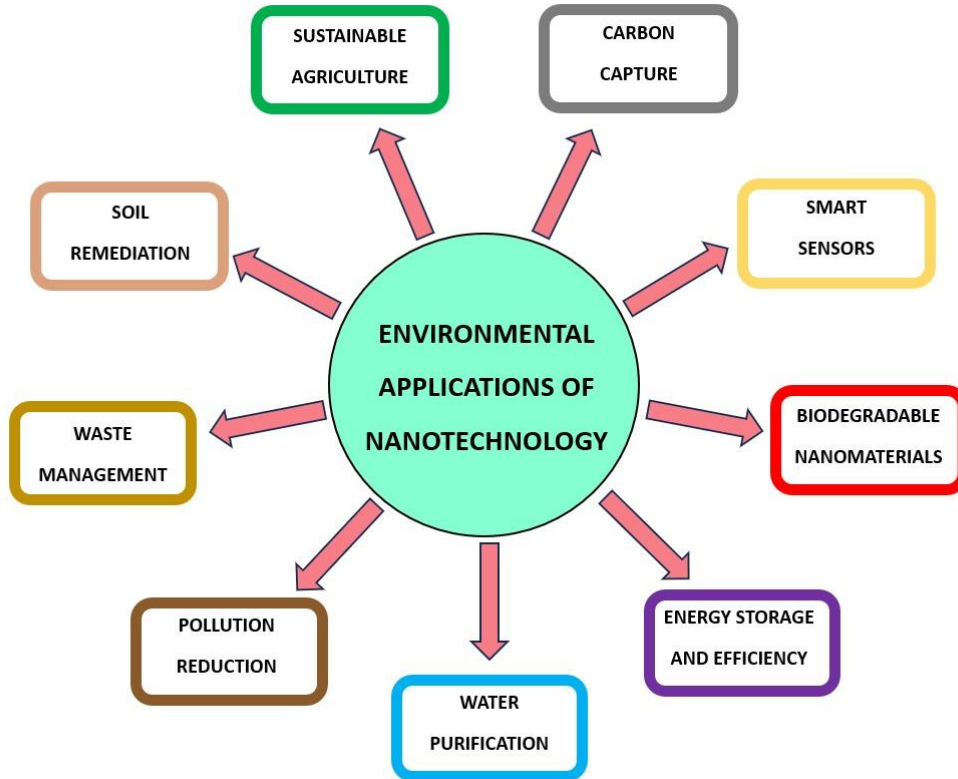 SUSTAINABLE
AGRICULTURE
CARBON
CAPTURE
SOIL
REMEDIATION
SMART
SENSORS
ENVIRONMENTAL
APPLICATIONS OF
NANOTECHNOLOGY
WASTE
MANAGEMENT
BIODEGRADABLE
NANOMATERIALS
POLLUTION
REDUCTION
ENERGY STORAGE
AND EFFICIENCY
WATER
PURIFICATION